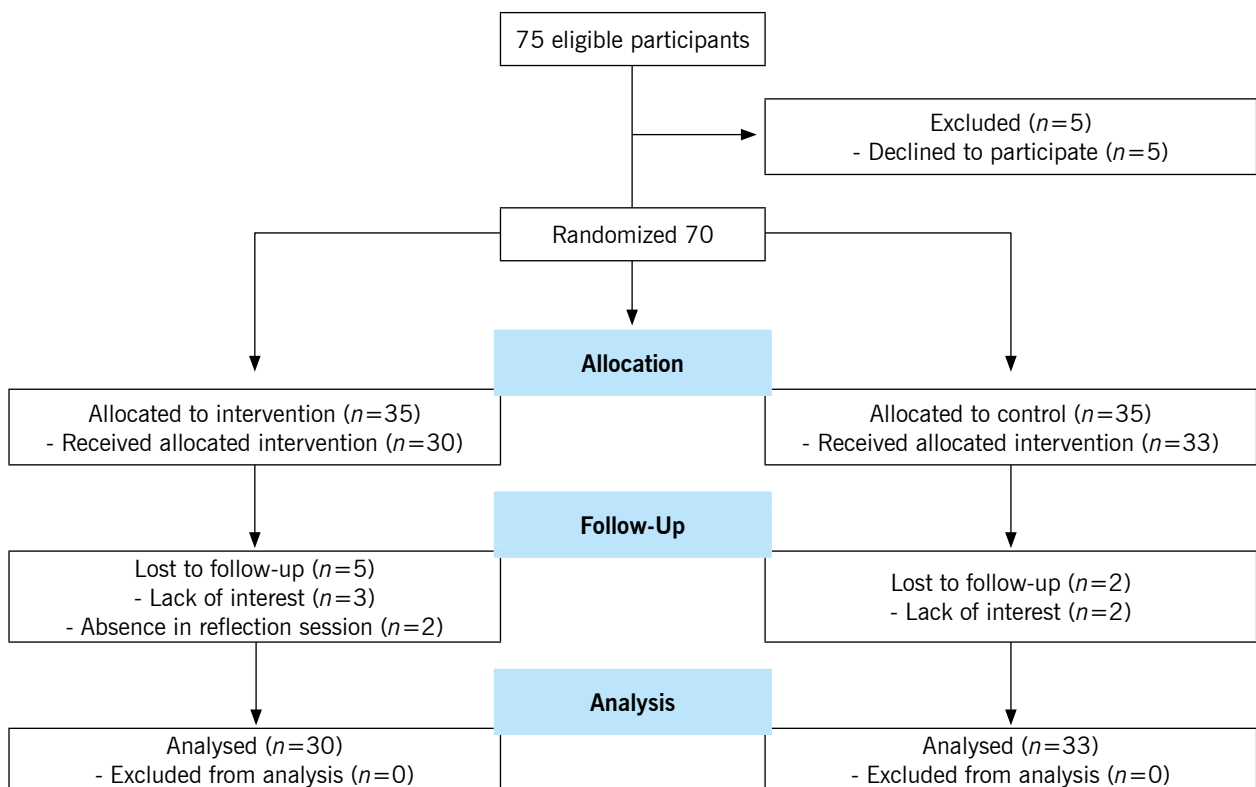 75 eligible participants
Excluded (n=5)
- Declined to participate (n=5)
Randomized 70
Allocation
Allocated to intervention (n=35)
- Received allocated intervention (n=30)
Allocated to control (n=35)
- Received allocated intervention (n=33)
Follow-Up
Lost to follow-up (n=5)
- Lack of interest (n=3)
- Absence in reflection session (n=2)
Lost to follow-up (n=2)
- Lack of interest (n=2)
Analysis
Analysed (n=30)
- Excluded from analysis (n=0)
Analysed (n=33)
- Excluded from analysis (n=0)